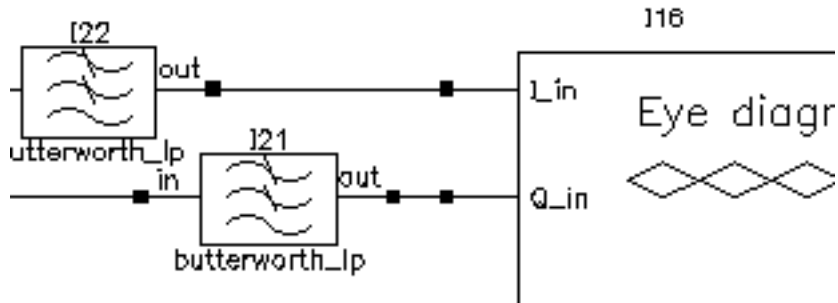 I16
I22
out
I_in
Eye diagr
utterworth_lp
I21
in
out
Q_in
butterworth_lp